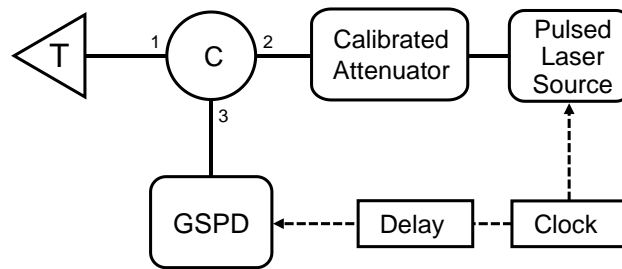 T
1
C
2
Calibrated
Attenuator
Pulsed
Laser
Source
3
GSPD
Delay
Clock